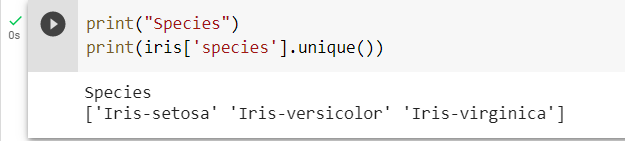 print("Species")
0s
print(iris['species'].unique())
Species
['Iris-setosa' 'Iris-versicolor' 'Iris-virginica']